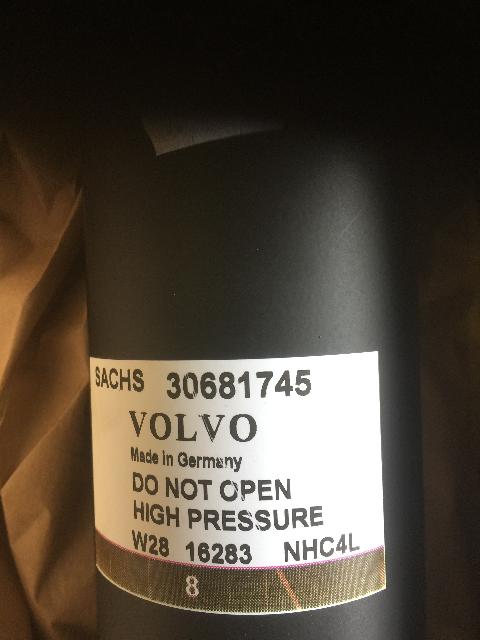 SACHS 30681745
VOLVO
Made in Germany
DO NOT OPEN
HIGH PRESSURE
W28 16283 NHC4L
8